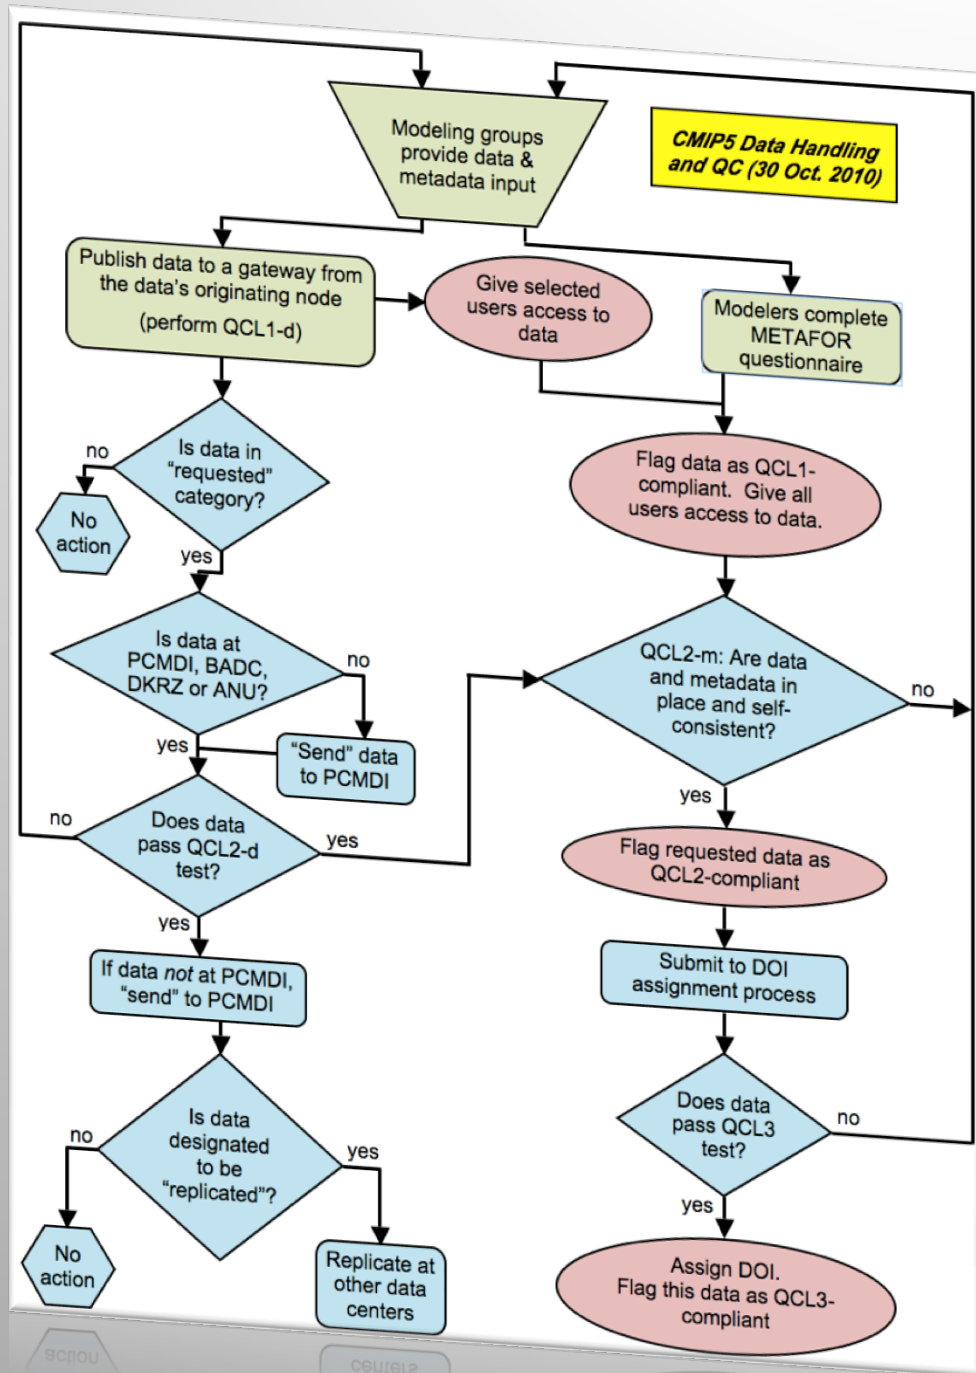 Modeling groups
provide data &
metadata input
CMIP5 Data Handling
and QC (30 Oct. 2010)
Publish data to a gateway from
the data's originating node
(perform QCL1-d)
Give selected
users access to
data
Modelers complete
METAFOR
questionnaire
Is data in
"requested"
category?
no
No
action
yes
Flag data as QCL1-
compliant. Give all
users access to data.
Is data at
PCMDI, BADC,
DKRZ or ANU?
no
yes
"Send" data
to PCMDI
QCL2-m: Are data
and metadata in
place and self-
consistent?
no
yes
Does data
pass QCL2-d
test?
no
yes
yes
Flag requested data as
QCL2-compliant
If data not at PCMDI,
"send" to PCMDI
Submit to DOI
assignment process
Is data
designated
to be
"replicated"?
no
yes
No
action
Replicate at
other data
centers
Does data
pass QCL3
test?
no
yes
Assign DOI.
Flag this data as QCL3-
compliant
action
centers